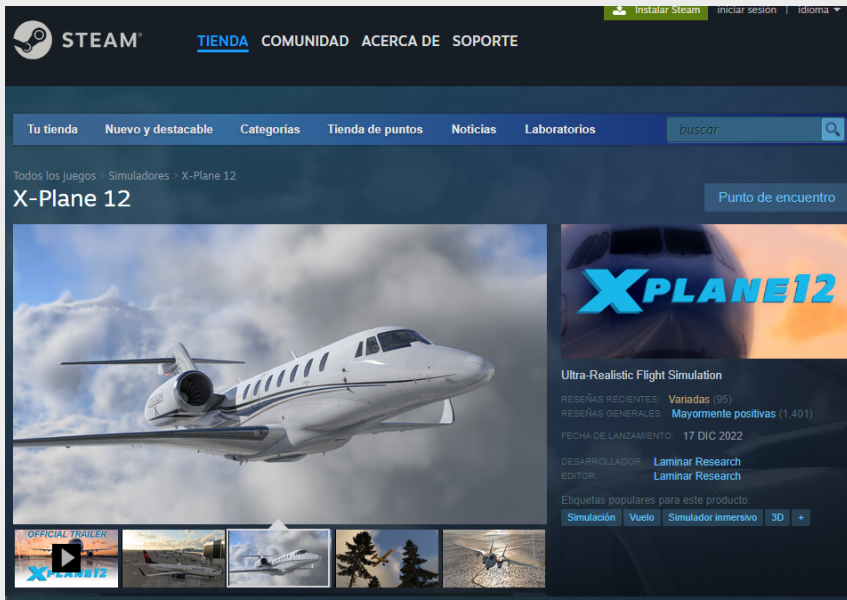 Instalar Steam iniciar sesión | idioma
STEAM®
TIENDA COMUNIDAD ACERCA DE SOPORTE
Tu tienda Nuevo y destacable Categorías Tienda de puntos Noticias Laboratorios buscar
Todos los juegos > Simuladores > X-Plane 12
X-Plane 12
Punto de encuentro
XPLANE12
Ultra-Realistic Flight Simulation
RESEÑAS RECIENTES: Variadas (95)
RESEÑAS GENERALES: Mayormente positivas (1,401)
FECHA DE LANZAMIENTO: 17 DIC 2022
DESARROLLADOR: Laminar Research
EDITOR: Laminar Research
Etiquetas populares para este producto:
Simulación Vuelo Simulador inmersivo 3D +
OFFICIAL TRAILER
XPLANE12